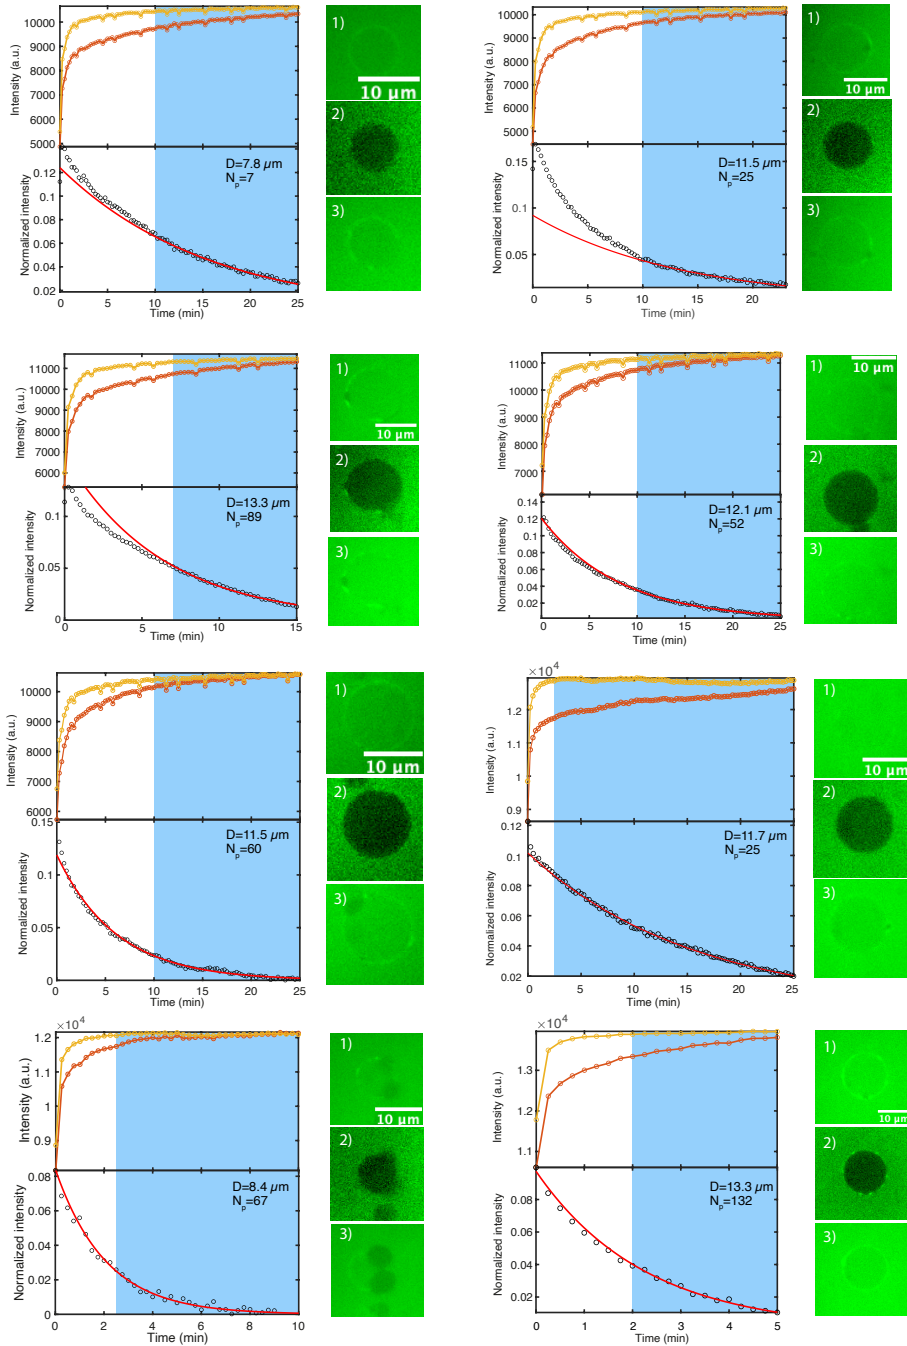 Intensity (a.u.)
10000
9000
8000
7000
6000
5000
1)
10 μm
2)
3)
D=7.8 μm
Np=7
Normalized intensity
0.12
0.1
0.08
0.06
0.04
0.02
0 5 10 15 20 25
Time (min)
Intensity (a.u.)
10000
9000
8000
7000
6000
5000
1)
10 μm
2)
3)
D=11.5 μm
Np=25
Normalized intensity
0.15
0.1
0.05
0 5 10 15 20
Time (min)
Intensity (a.u.)
11000
10000
9000
8000
7000
6000
1)
10 μm
2)
3)
D=13.3 μm
Np=89
Normalized intensity
0.1
0.05
0
0 5 10 15
Time (min)
Intensity (a.u.)
11000
10000
9000
8000
7000
1)
10 μm
2)
3)
D=12.1 μm
Np=52
Normalized intensity
0.14
0.12
0.1
0.08
0.06
0.04
0.02
0 5 10 15 20 25
Time (min)
Intensity (a.u.)
10000
9000
8000
7000
6000
1)
10 μm
2)
3)
D=11.5 μm
Np=60
Normalized intensity
0.15
0.1
0.05
0
0 5 10 15 20 25
Time (min)
×10⁴
Intensity (a.u.)
1.2
1.1
1
0.9
1)
10 μm
2)
3)
D=11.7 μm
Np=25
Normalized intensity
0.12
0.1
0.08
0.06
0.04
0.02
0 5 10 15 20 25
Time (min)
×10⁴
Intensity (a.u.)
1.2
1.1
1
0.9
0.8
1)
10 μm
2)
3)
D=8.4 μm
Np=67
Normalized intensity
0.08
0.06
0.04
0.02
0
0 2 4 6 8 10
Time (min)
×10⁴
Intensity (a.u.)
1.3
1.2
1.1
1)
10 μm
2)
3)
D=13.3 μm
Np=132
Normalized intensity
0.08
0.06
0.04
0.02
0 1 2 3 4 5
Time (min)